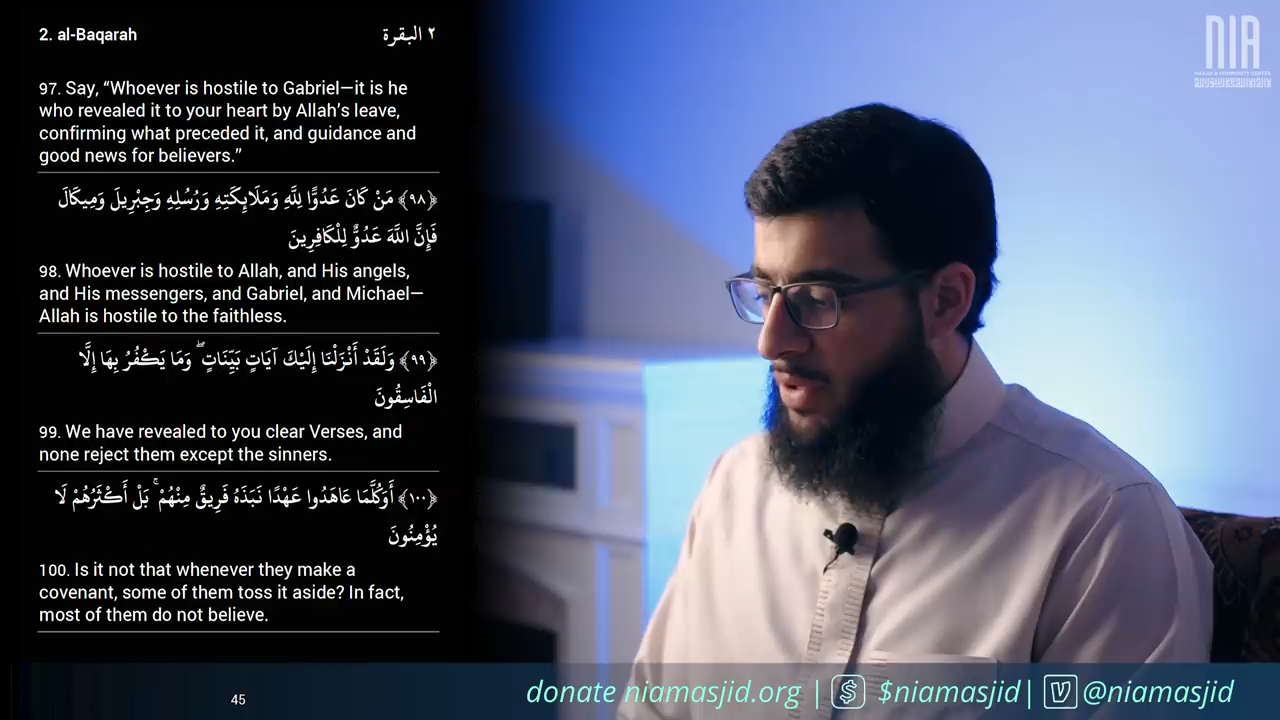 2. al-Baqarah
٢ البقرة
97. Say, “Whoever is hostile to Gabriel—it is he
who revealed it to your heart by Allah’s leave,
confirming what preceded it, and guidance and
good news for believers.”
﴿٩٨﴾ مَنْ كَانَ عَدُوًّا لِلَّهِ وَمَلَائِكَتِهِ وَرُسُلِهِ وَجِبْرِيلَ وَمِيكَالَ
فَإِنَّ اللَّهَ عَدُوٌّ لِلْكَافِرِينَ
98. Whoever is hostile to Allah, and His angels,
and His messengers, and Gabriel, and Michael—
Allah is hostile to the faithless.
﴿٩٩﴾ وَلَقَدْ أَنْزَلْنَا إِلَيْكَ آيَاتٍ بَيِّنَاتٍ ۖ وَمَا يَكْفُرُ بِهَا إِلَّا
الْفَاسِقُونَ
99. We have revealed to you clear Verses, and
none reject them except the sinners.
﴿١٠٠﴾ أَوَكُلَّمَا عَاهَدُوا عَهْدًا نَبَذَهُ فَرِيقٌ مِنْهُمْ ۚ بَلْ أَكْثَرُهُمْ لَا
يُؤْمِنُونَ
100. Is it not that whenever they make a
covenant, some of them toss it aside? In fact,
most of them do not believe.
45
NIA
MASJID & COMMUNITY CENTER
donate niamasjid.org | $ $niamasjid | V @niamasjid